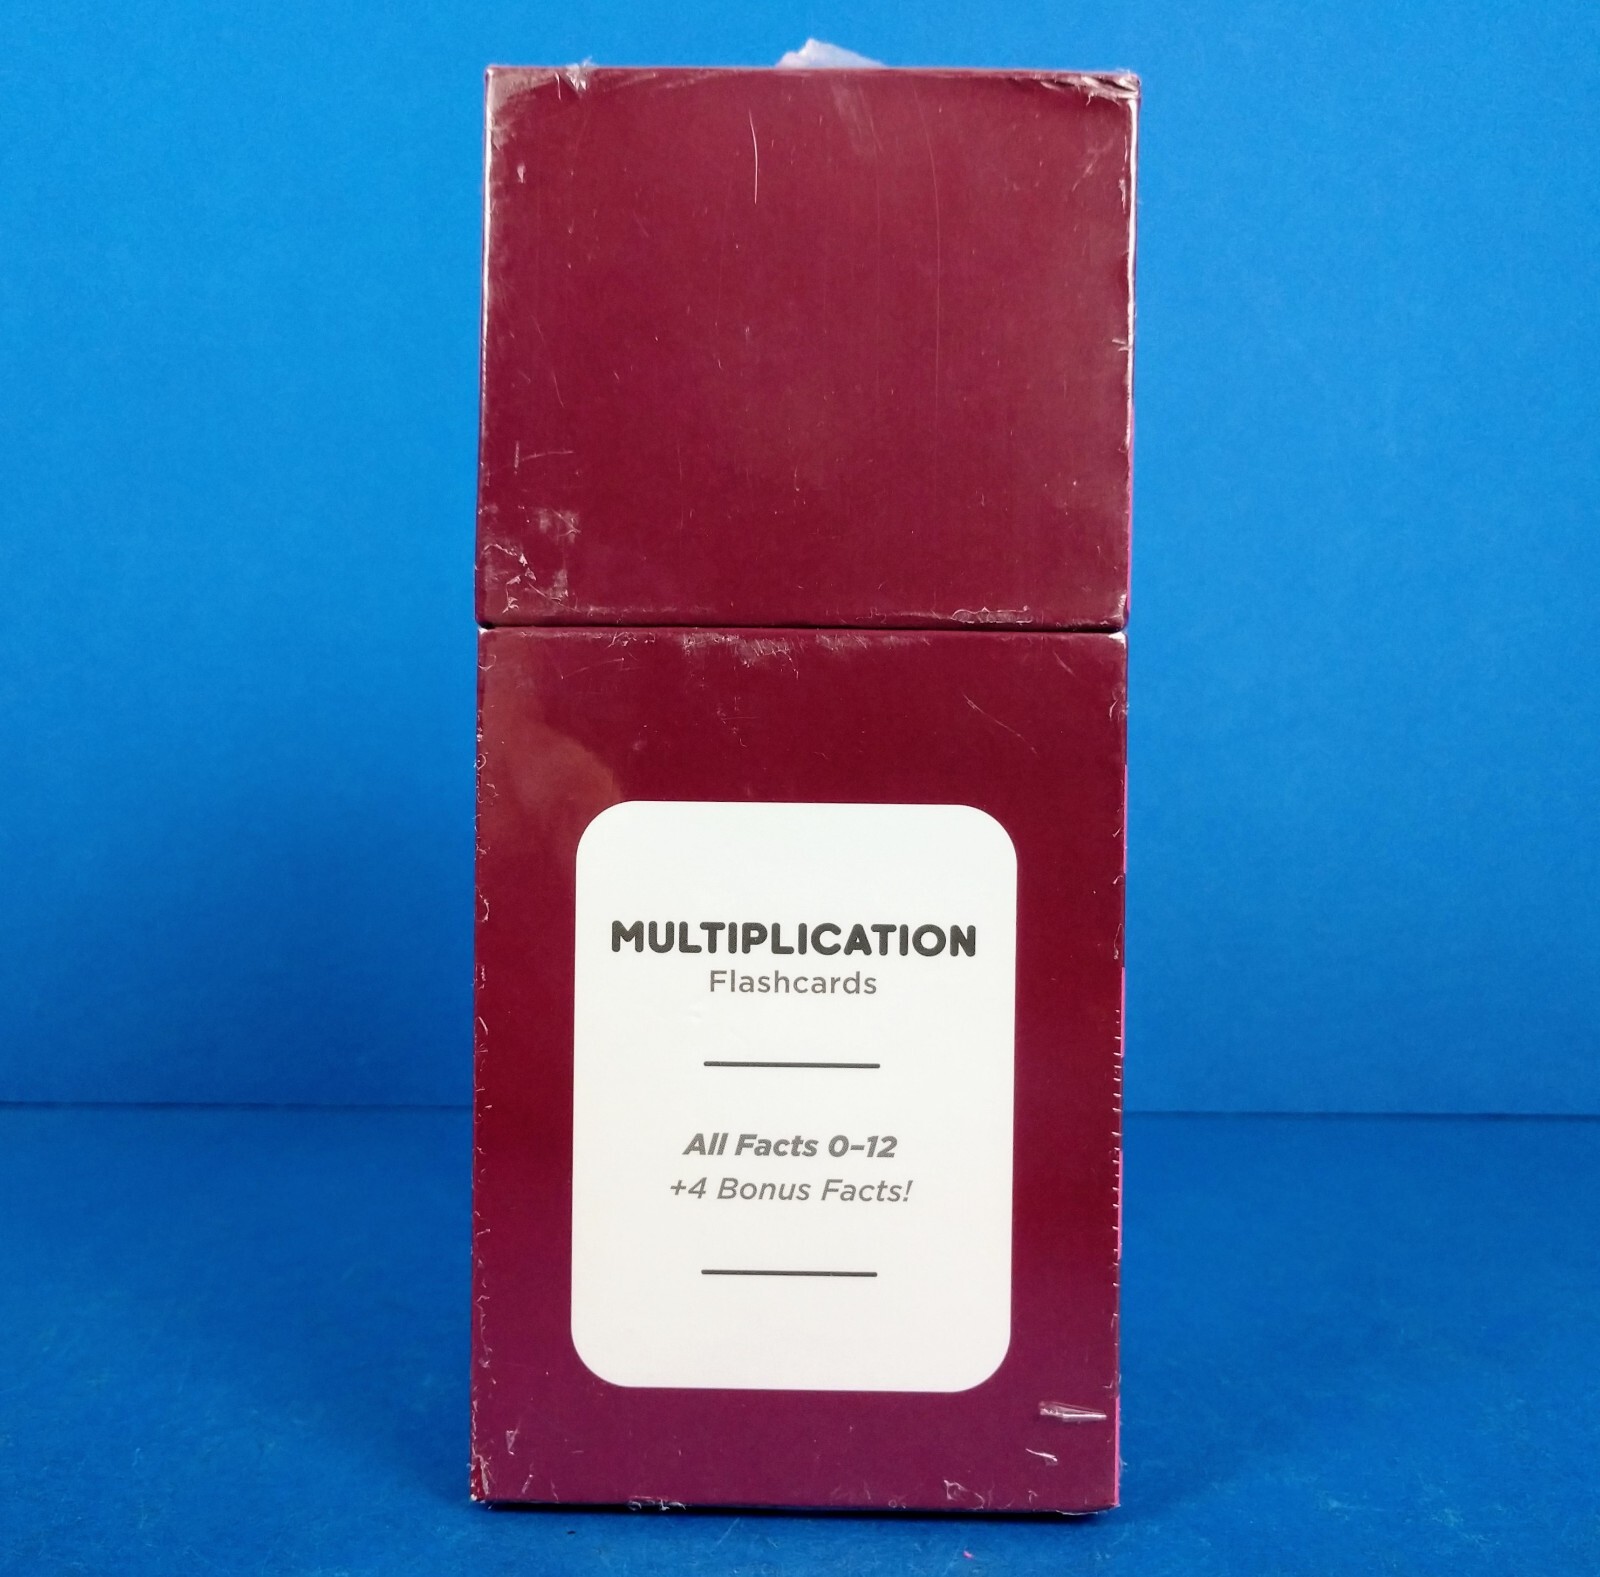 MULTIPLICATION
Flashcards
All Facts 0–12
+4 Bonus Facts!